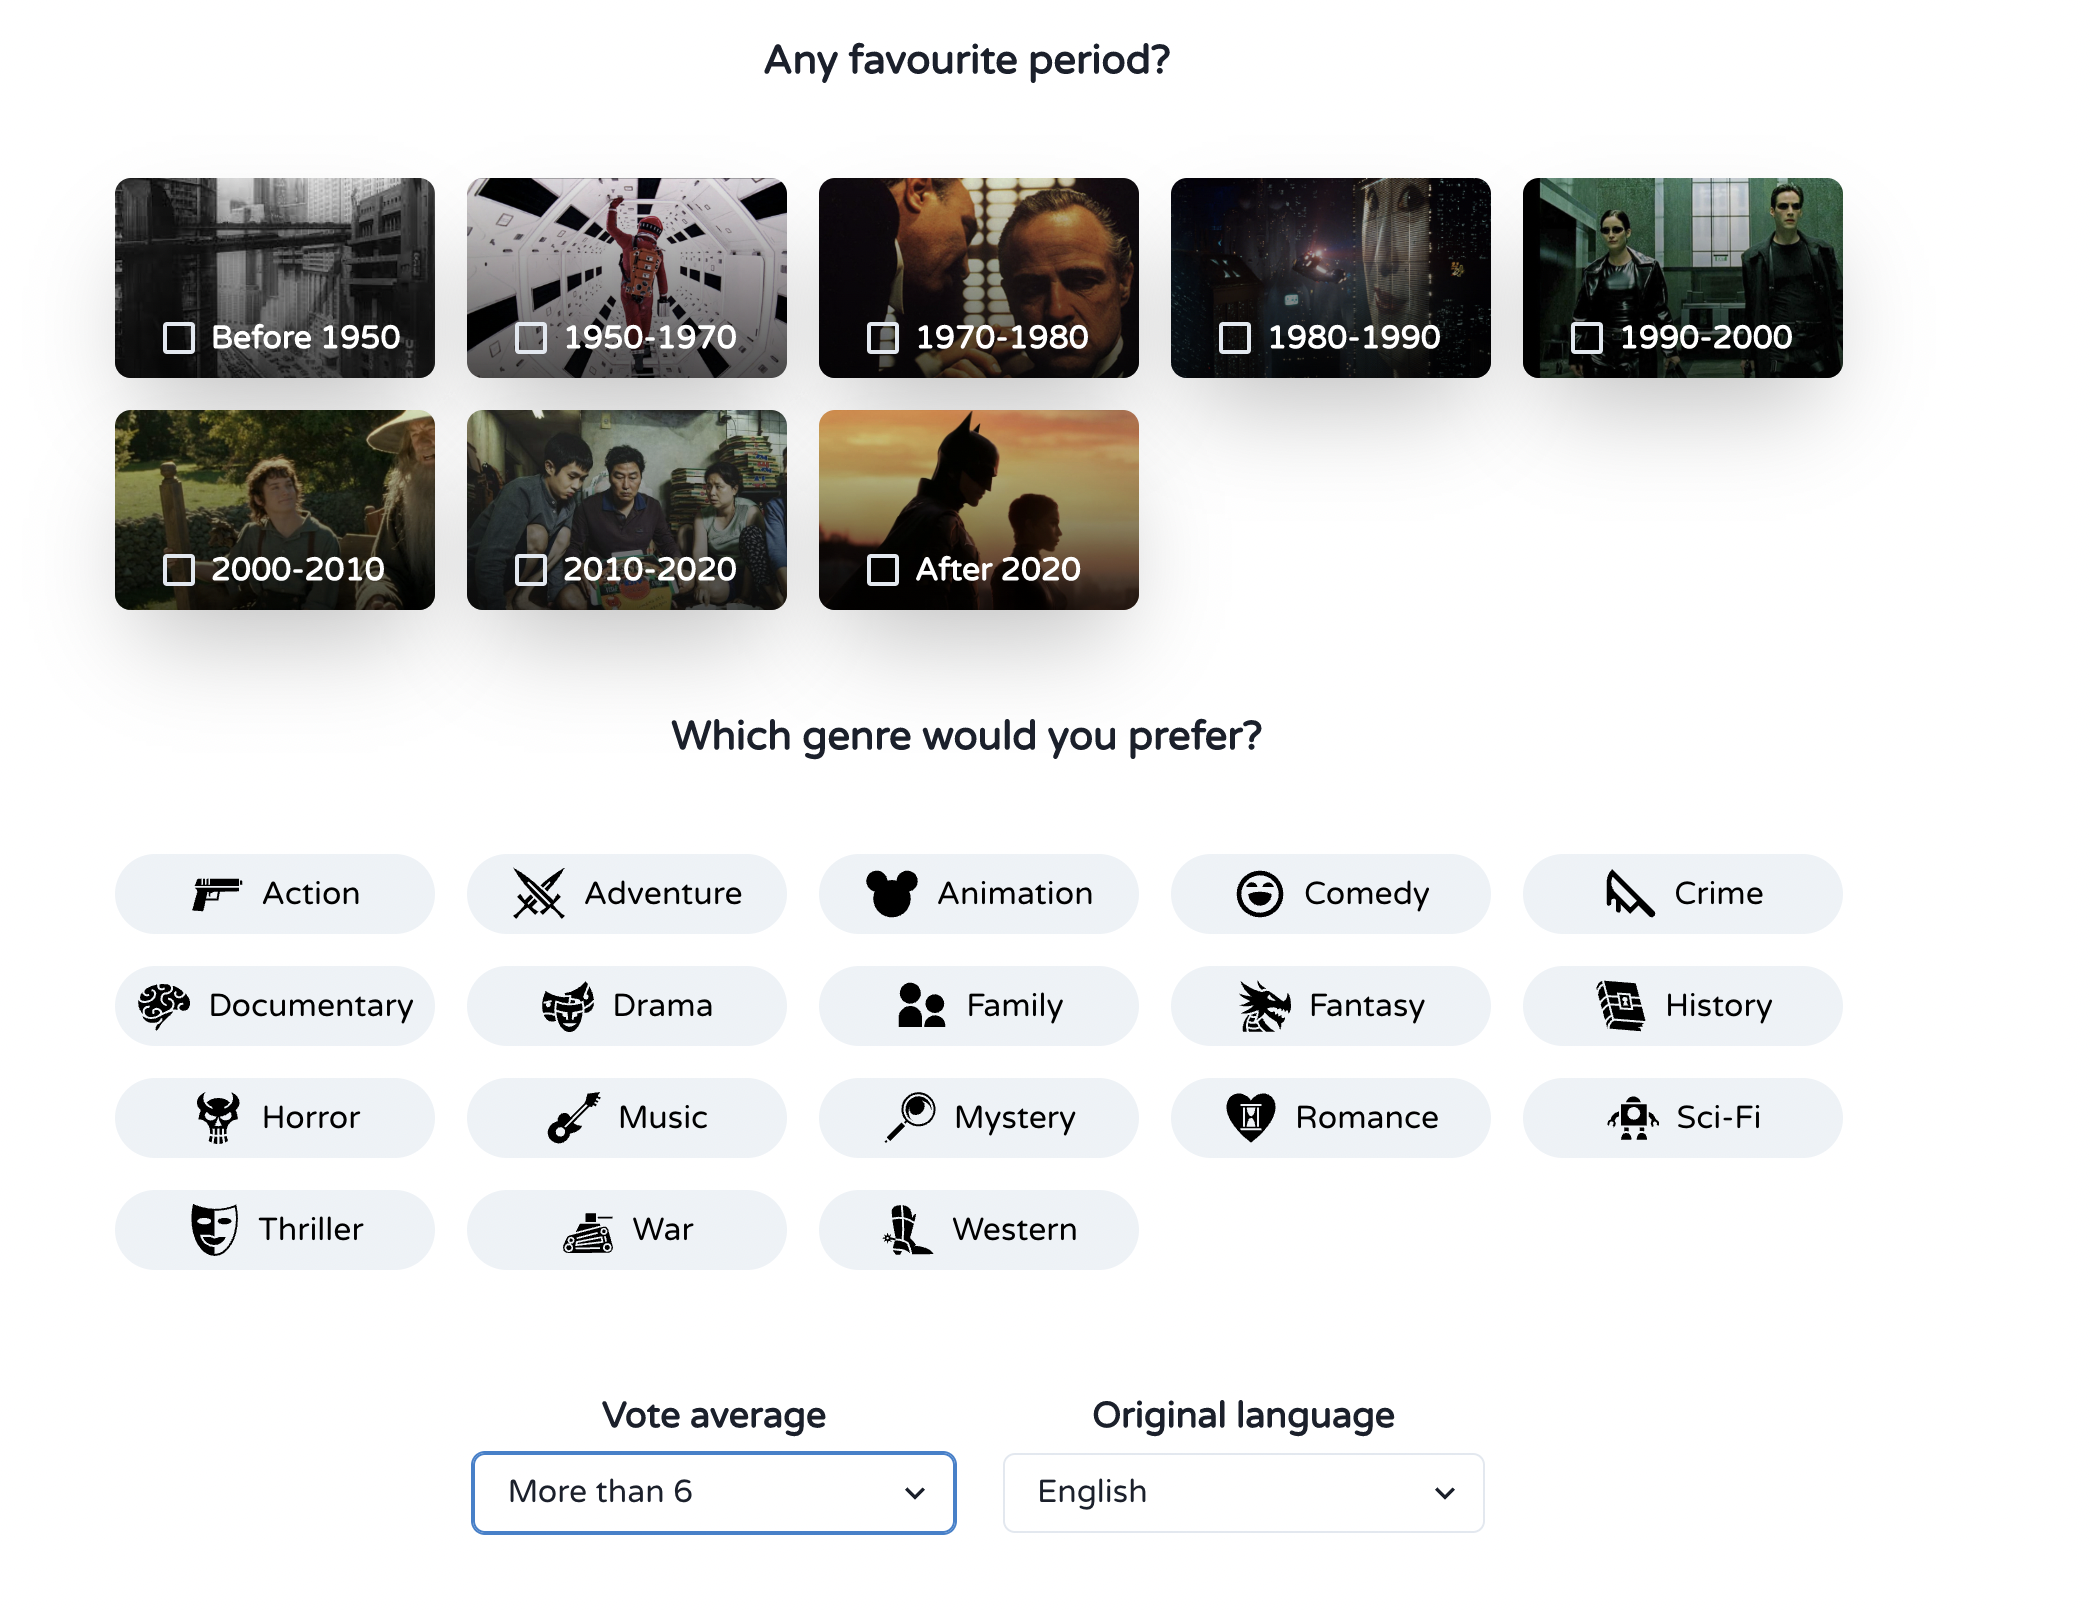 Any favourite period?
Before 1950
1950-1970
1970-1980
1980-1990
1990-2000
2000-2010
2010-2020
After 2020
Which genre would you prefer?
Action
Adventure
Animation
Comedy
Crime
Documentary
Drama
Family
Fantasy
History
Horror
Music
Mystery
Romance
Sci-Fi
Thriller
War
Western
Vote average
Original language
More than 6
English